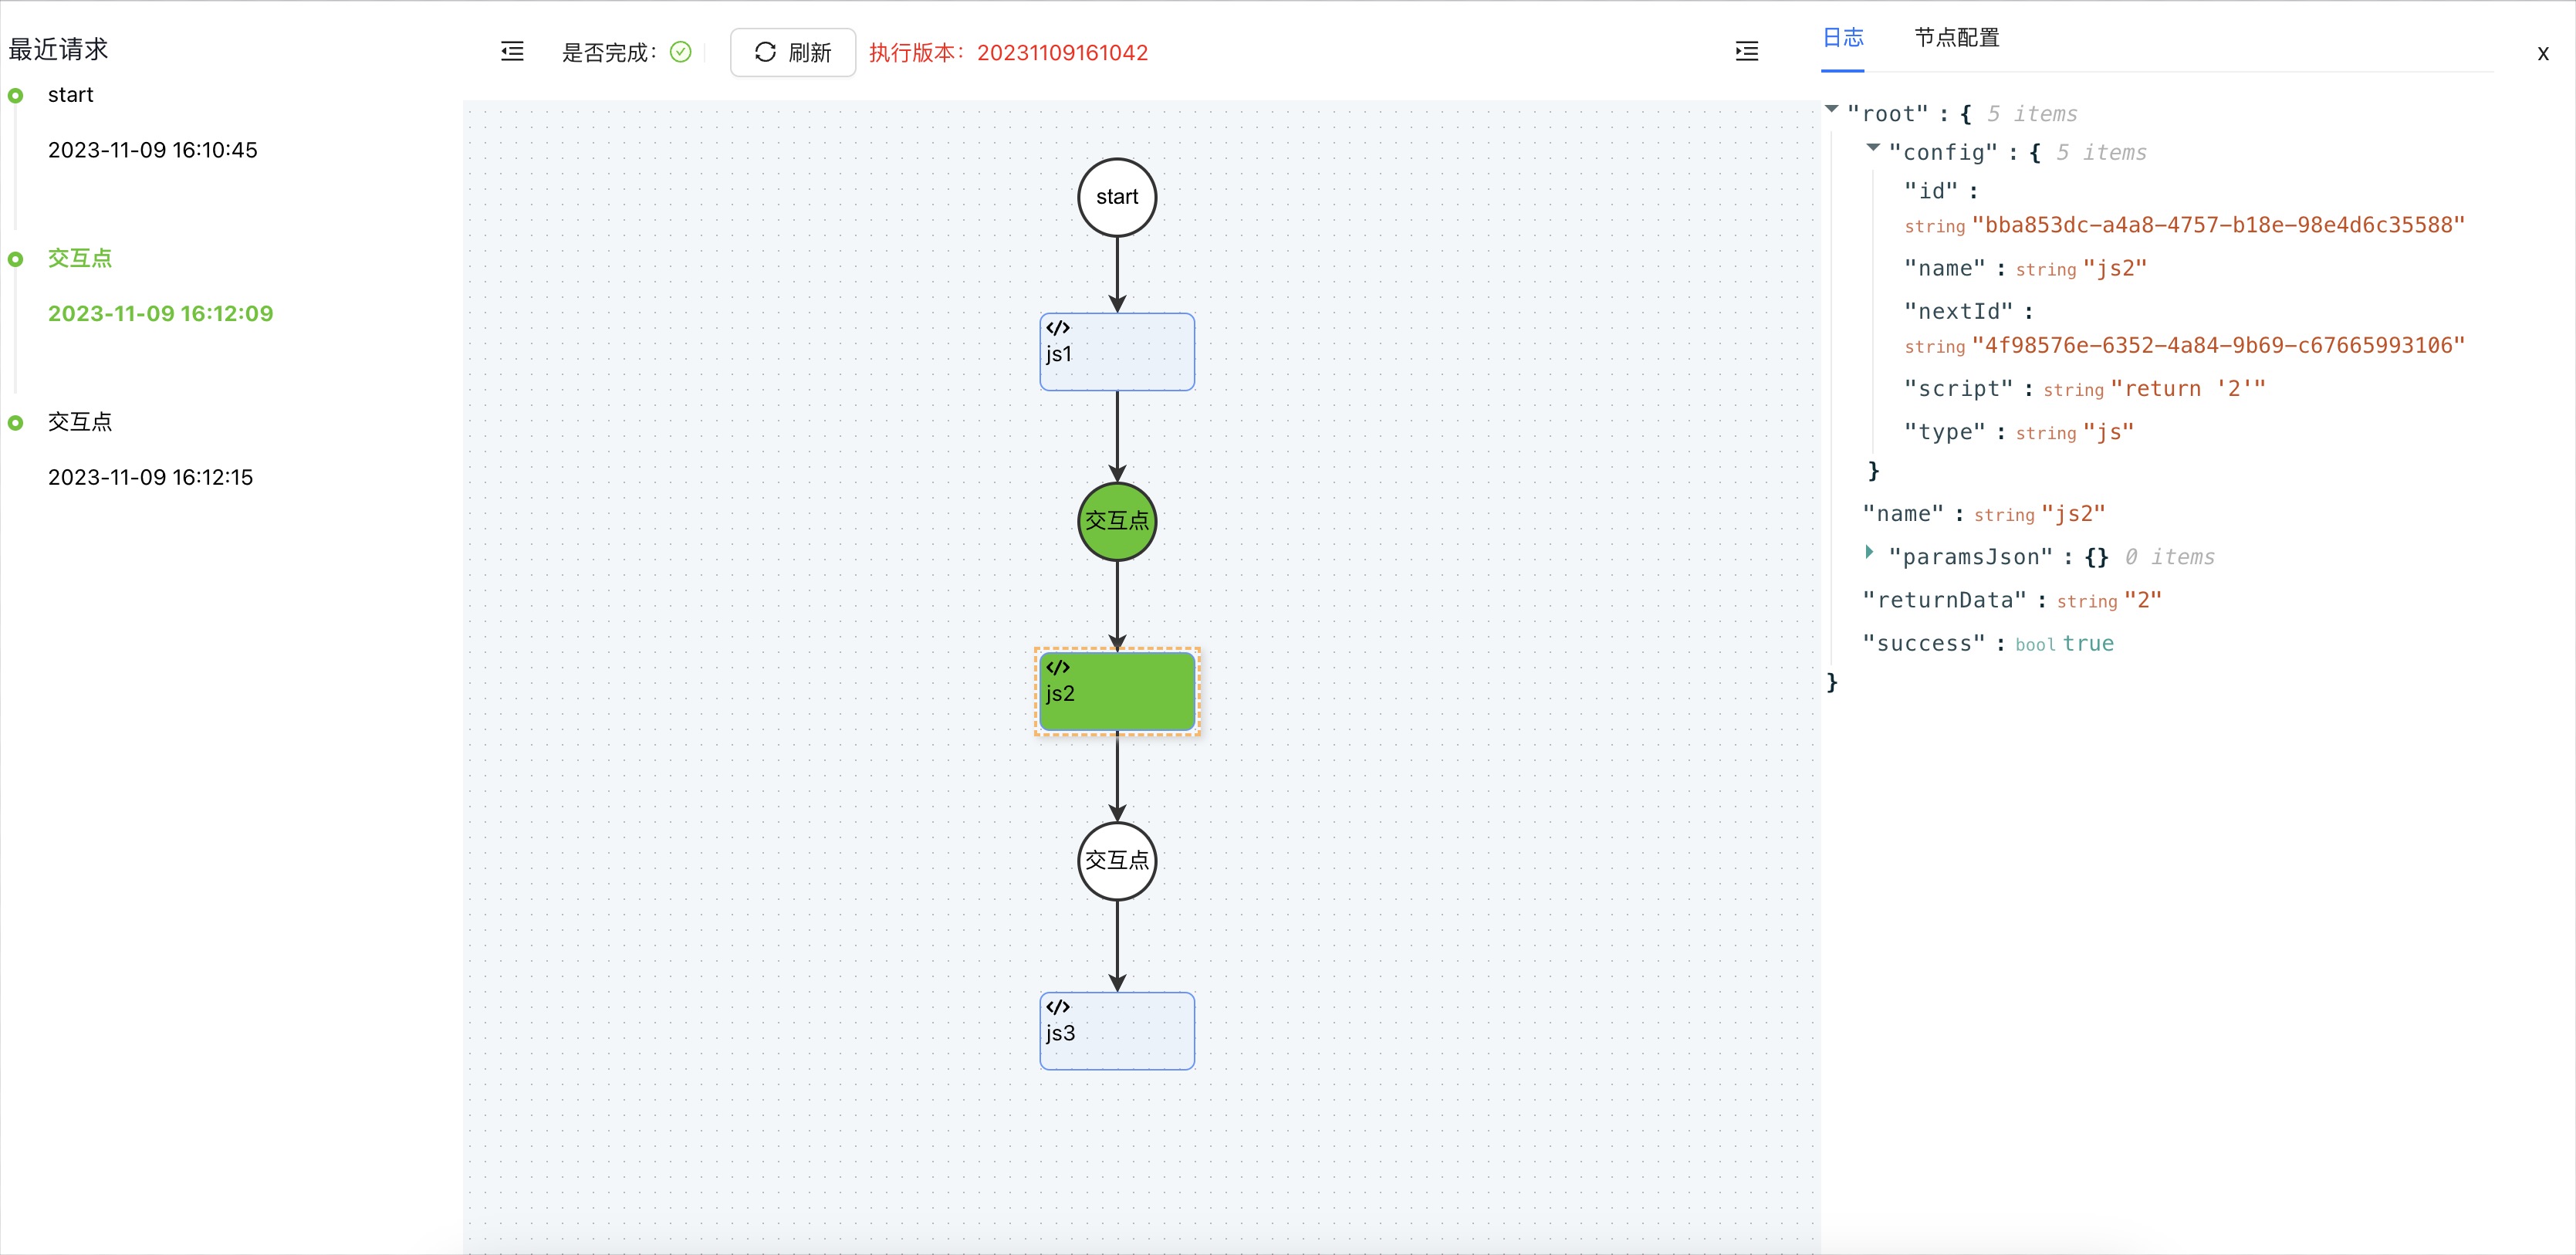 最近请求
start
2023-11-09 16:10:45
交互点
2023-11-09 16:12:09
交互点
2023-11-09 16:12:15
是否完成：
刷新
执行版本：20231109161042
start
</>
js1
交互点
</>
js2
交互点
</>
js3
日志
节点配置
x
"root" : { 5 items
"config" : { 5 items
"id" :
string "bba853dc-a4a8-4757-b18e-98e4d6c35588"
"name" : string "js2"
"nextId" :
string "4f98576e-6352-4a84-9b69-c67665993106"
"script" : string "return '2'"
"type" : string "js"
}
"name" : string "js2"
"paramsJson" : {} 0 items
"returnData" : string "2"
"success" : bool true
}